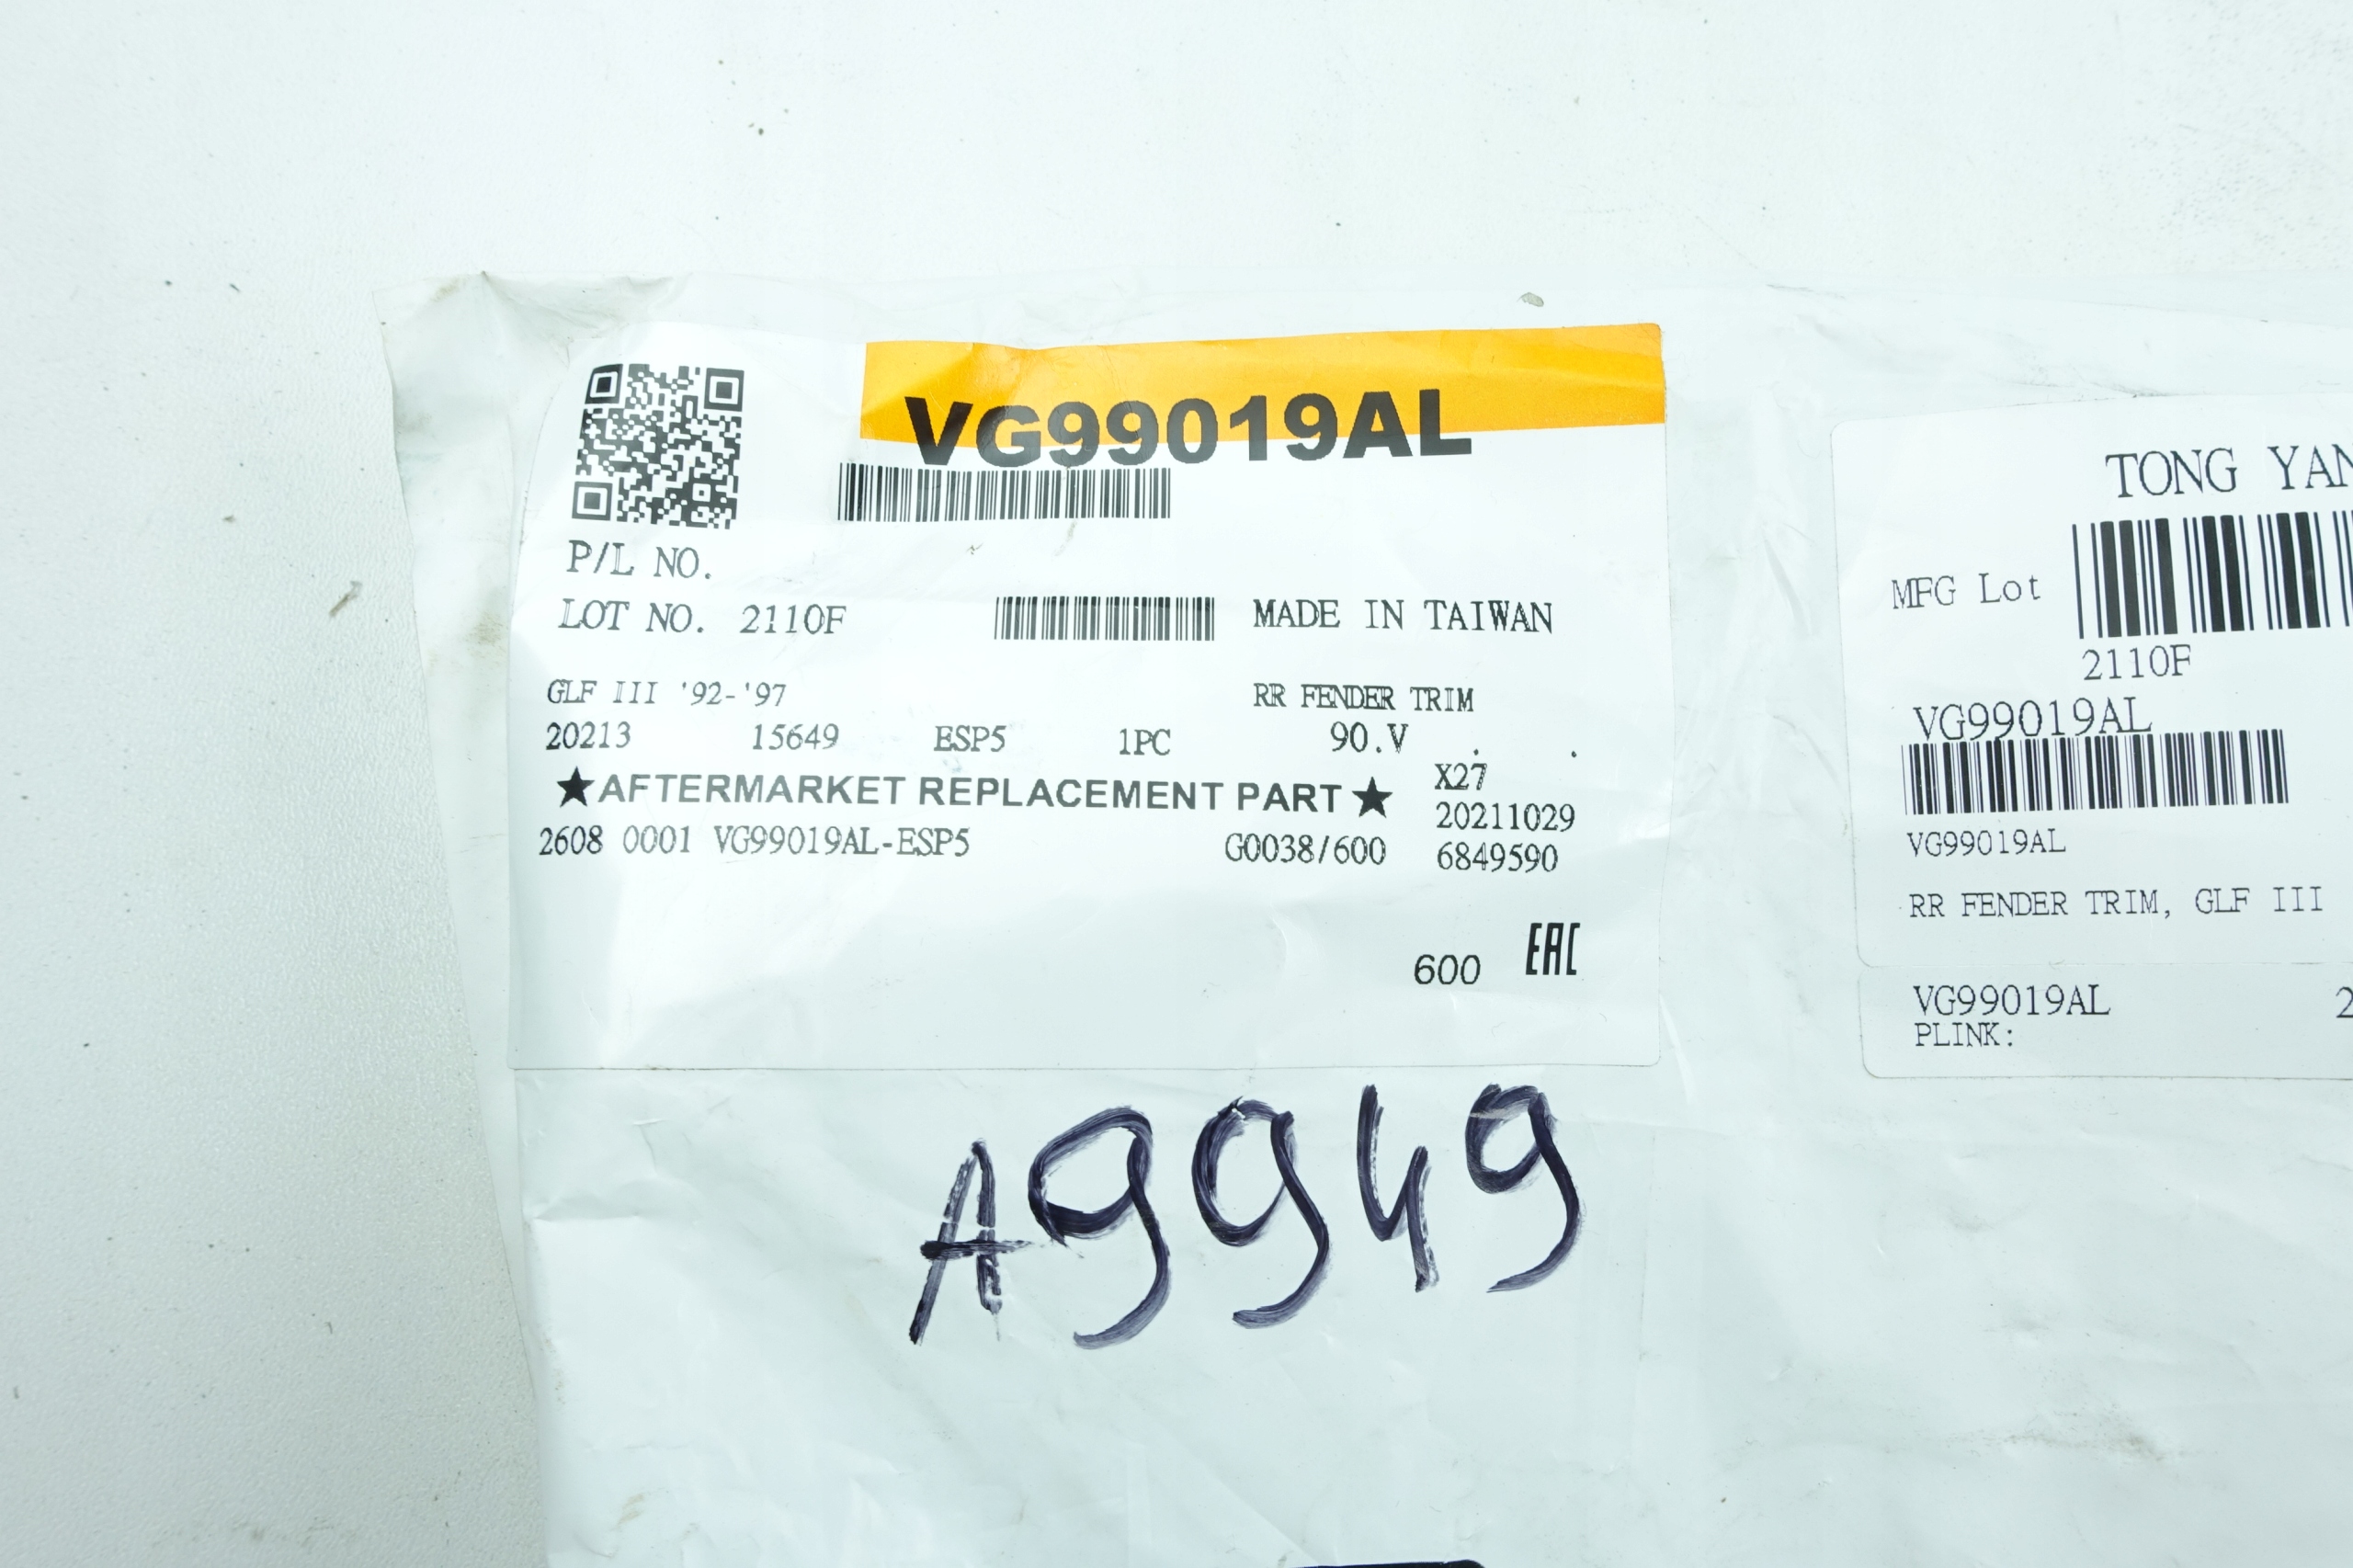 VG99019AL
P/L NO.
LOT NO. 2110F
MADE IN TAIWAN
GLF III '92-'97
RR FENDER TRIM
20213 15649 ESP5 1PC 90.V . .
★AFTERMARKET REPLACEMENT PART★
X27
20211029
2608 0001 VG99019AL-ESP5 G0038/600
6849590
600 EAC
A9949
TONG YAN
MFG Lot
2110F
VG99019AL
VG99019AL
RR FENDER TRIM, GLF III
VG99019AL 2
PLINK: